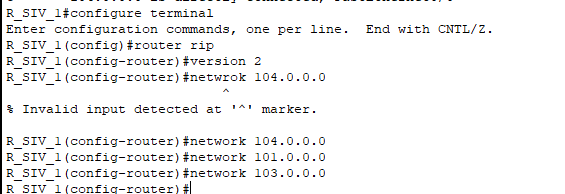 R_SIV_1#configure terminal
Enter configuration commands, one per line.  End with CNTL/Z.
R_SIV_1(config)#router rip
R_SIV_1(config-router)#version 2
R_SIV_1(config-router)#netwrok 104.0.0.0
^
% Invalid input detected at '^' marker.
R_SIV_1(config-router)#network 104.0.0.0
R_SIV_1(config-router)#network 101.0.0.0
R_SIV_1(config-router)#network 103.0.0.0
R_SIV_1(config-router)#